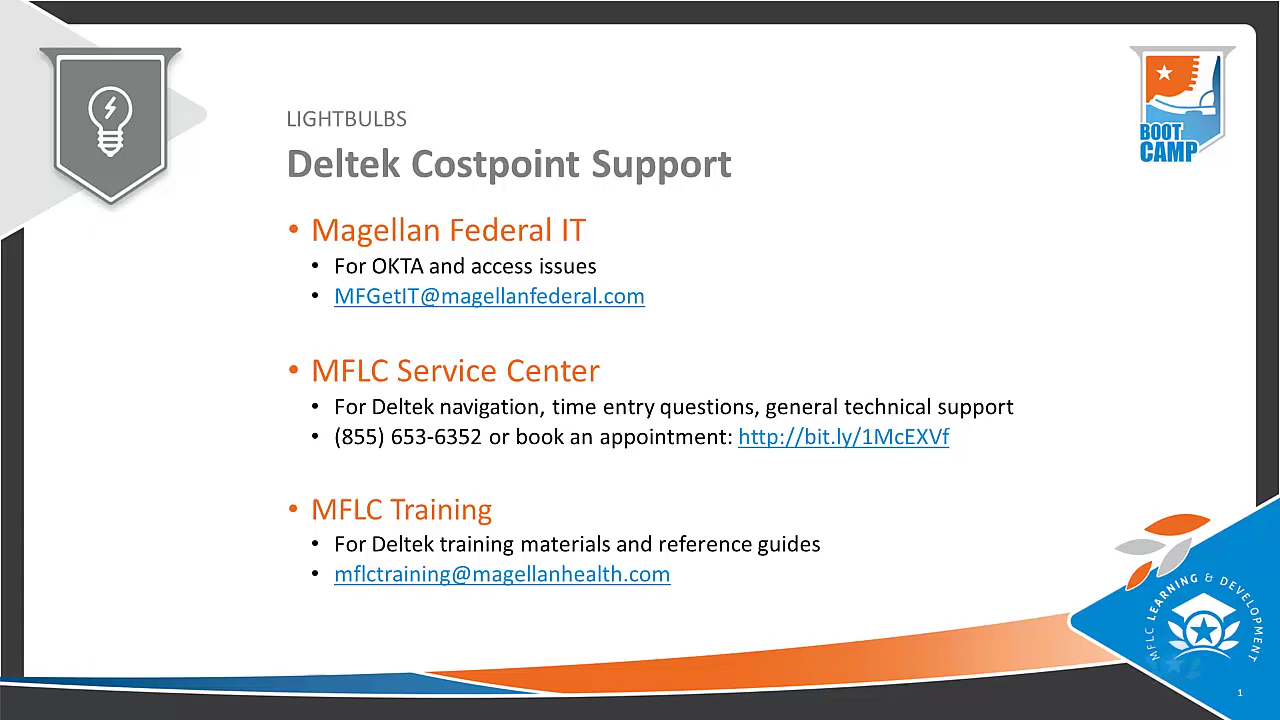 LIGHTBULBS
Deltek Costpoint Support
BOOT
CAMP
• Magellan Federal IT
• For OKTA and access issues
• MFGetIT@magellanfederal.com
• MFLC Service Center
• For Deltek navigation, time entry questions, general technical support
• (855) 653-6352 or book an appointment: http://bit.ly/1McEXVf
• MFLC Training
• For Deltek training materials and reference guides
• mflctraining@magellanhealth.com
MFLC LEARNING & DEVELOPMENT
1